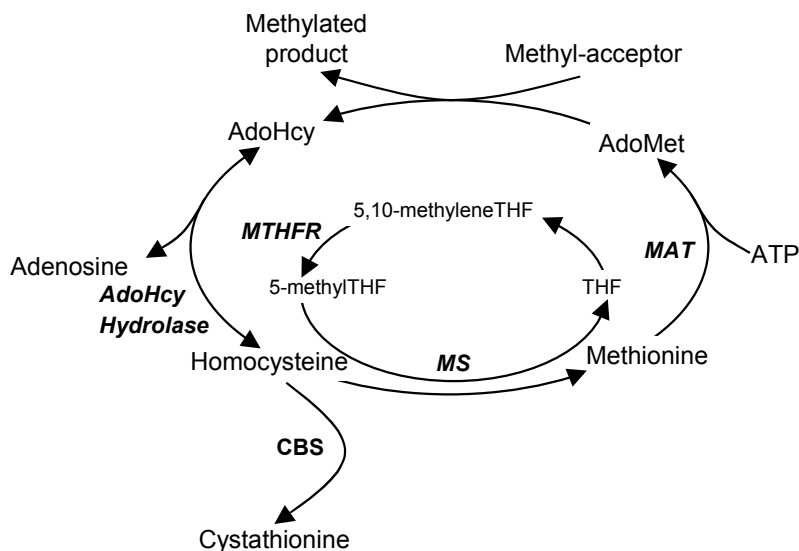 Methylated
product
Methyl-acceptor
AdoHcy
AdoMet
5,10-methyleneTHF
MTHFR
MAT
ATP
Adenosine
5-methylTHF
THF
AdoHcy
Hydrolase
Homocysteine
MS
Methionine
CBS
Cystathionine